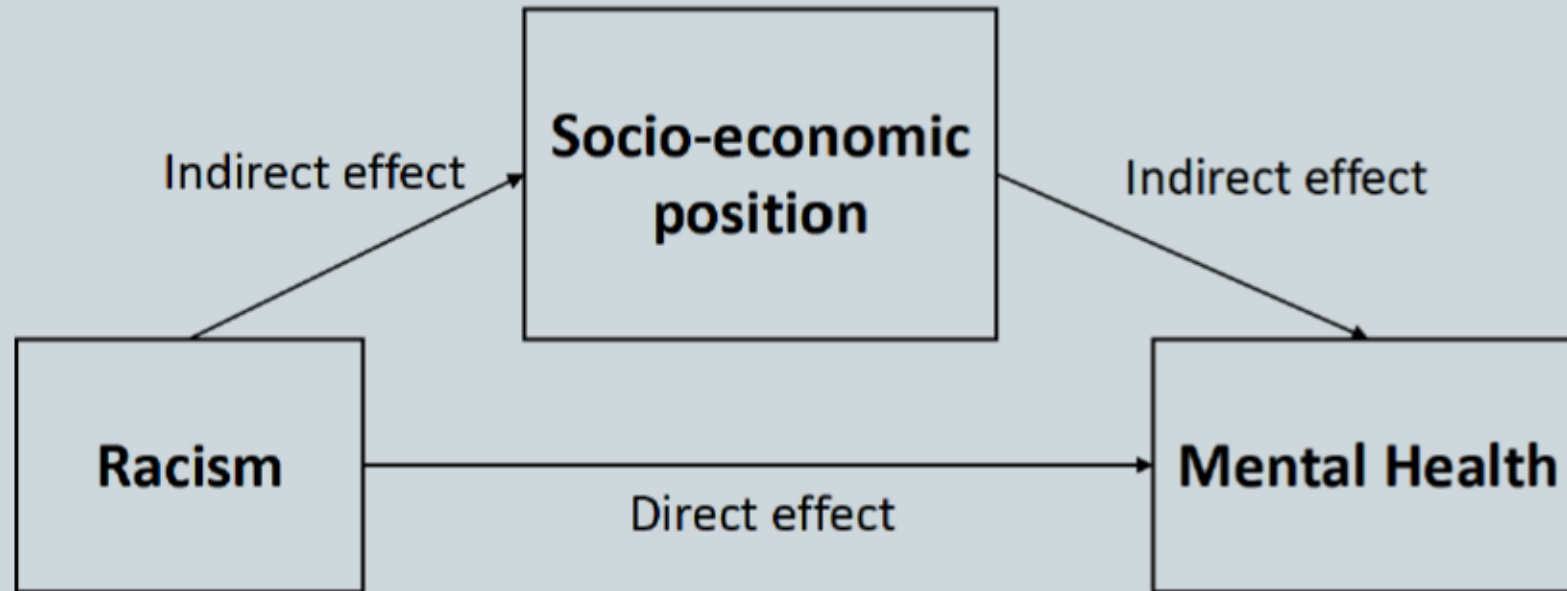 Socio-economic
position
Indirect effect
Indirect effect
Racism
Mental Health
Direct effect